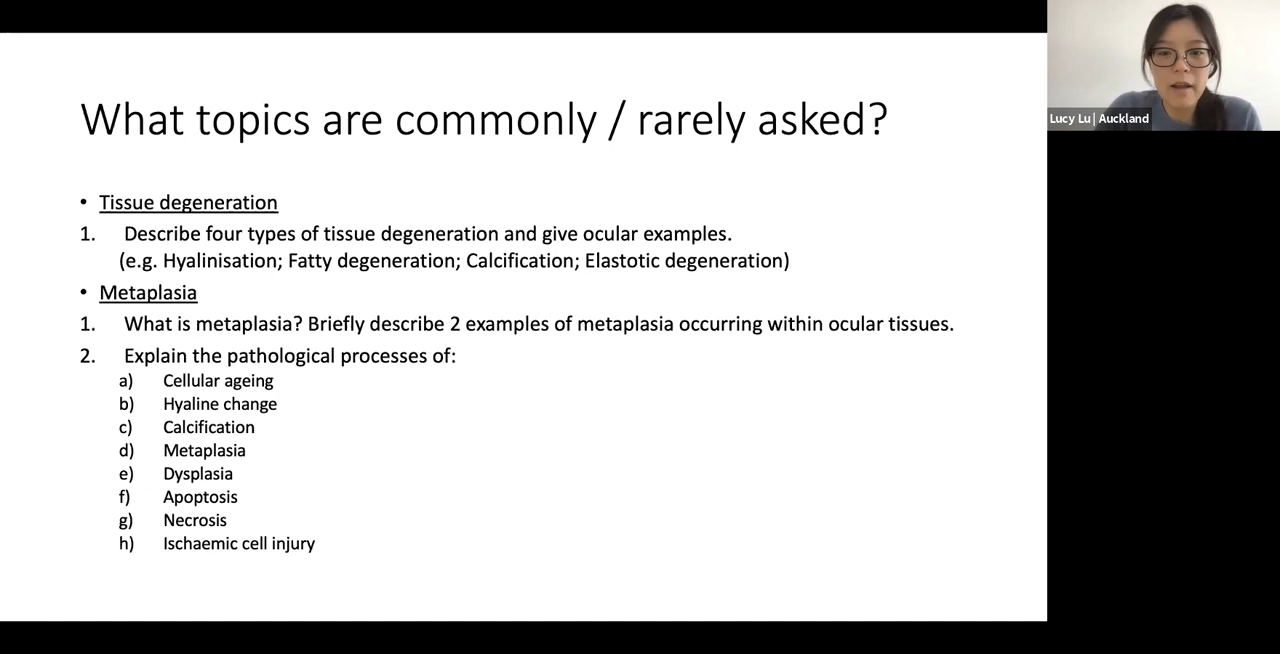 What topics are commonly / rarely asked?
• Tissue degeneration
1. Describe four types of tissue degeneration and give ocular examples.
(e.g. Hyalinisation; Fatty degeneration; Calcification; Elastotic degeneration)
• Metaplasia
1. What is metaplasia? Briefly describe 2 examples of metaplasia occurring within ocular tissues.
2. Explain the pathological processes of:
a) Cellular ageing
b) Hyaline change
c) Calcification
d) Metaplasia
e) Dysplasia
f) Apoptosis
g) Necrosis
h) Ischaemic cell injury
Lucy Lu | Auckland